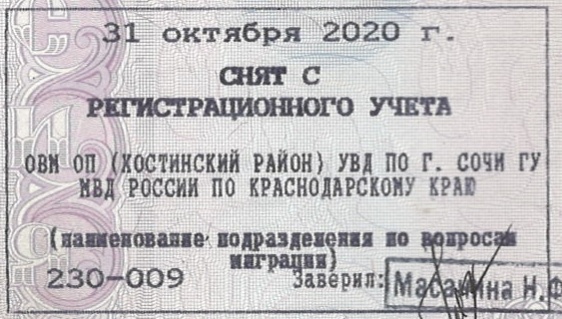 31 октября 2020 г.
СНЯТ С
РЕГИСТРАЦИОННОГО УЧЕТА
ОВМ ОП (ХОСТИНСКИЙ РАЙОН) УВД ПО Г. СОЧИ ГУ
МВД РОССИИ ПО КРАСНОДАРСКОМУ КРАЮ
(наименование подразделения по вопросам
миграции)
230-009 Заверил: